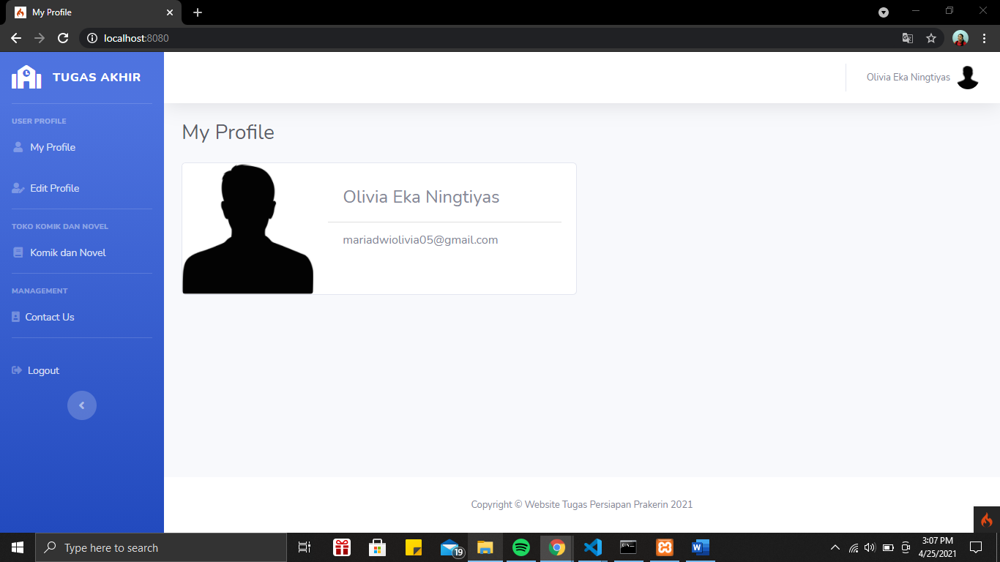 My Profile
localhost:8080
TUGAS AKHIR
Olivia Eka Ningtiyas
USER PROFILE
My Profile
Edit Profile
TOKO KOMIK DAN NOVEL
Komik dan Novel
MANAGEMENT
Contact Us
Logout
My Profile
Olivia Eka Ningtiyas
mariadwiolivia05@gmail.com
Copyright © Website Tugas Persiapan Prakerin 2021
Type here to search
19
3:07 PM
4/25/2021